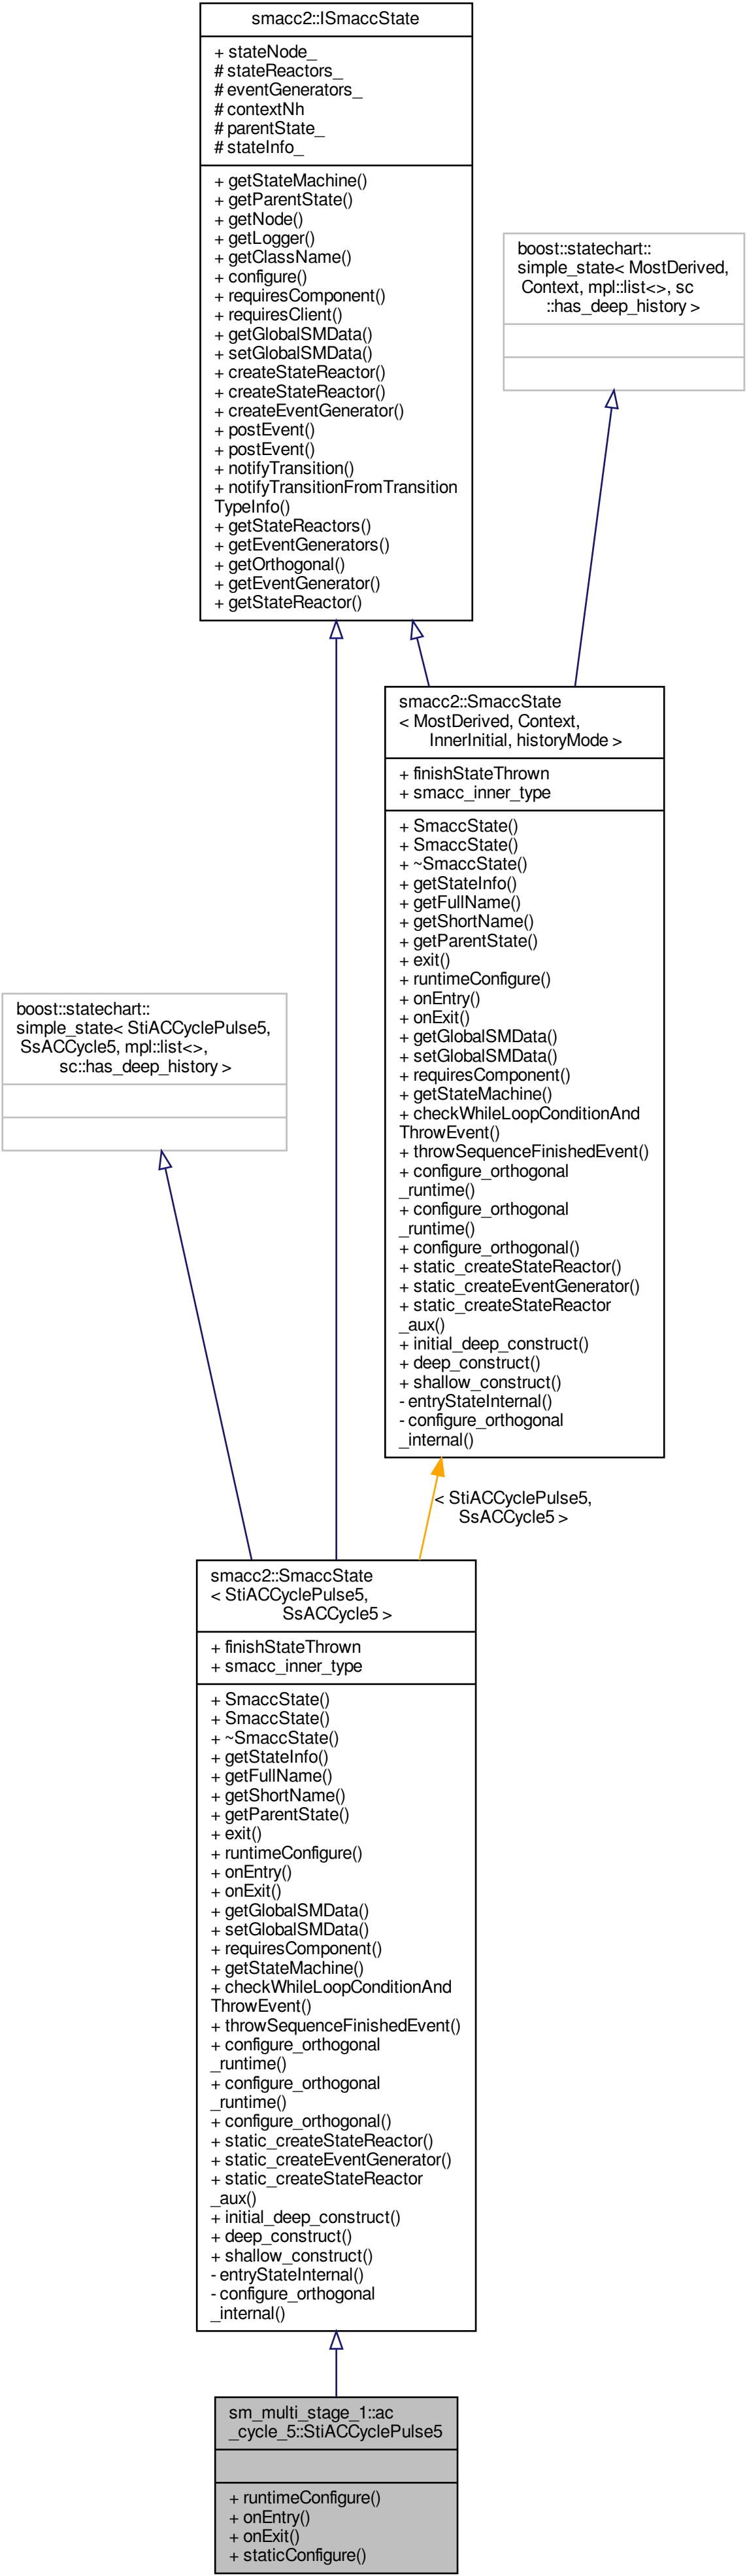 smacc2::ISmaccState
+ stateNode_
# stateReactors_
# eventGenerators_
# contextNh
# parentState_
# stateInfo_
+ getStateMachine()
+ getParentState()
+ getNode()
+ getLogger()
+ getClassName()
+ configure()
+ requiresComponent()
+ requiresClient()
+ getGlobalSMData()
+ setGlobalSMData()
+ createStateReactor()
+ createStateReactor()
+ createEventGenerator()
+ postEvent()
+ postEvent()
+ notifyTransition()
+ notifyTransitionFromTransition
TypeInfo()
+ getStateReactors()
+ getEventGenerators()
+ getOrthogonal()
+ getEventGenerator()
+ getStateReactor()
boost::statechart::
simple_state< MostDerived,
Context, mpl::list<>, sc
::has_deep_history >
smacc2::SmaccState
< MostDerived, Context,
InnerInitial, historyMode >
+ finishStateThrown
+ smacc_inner_type
+ SmaccState()
+ SmaccState()
+ ~SmaccState()
+ getStateInfo()
+ getFullName()
+ getShortName()
+ getParentState()
+ exit()
+ runtimeConfigure()
+ onEntry()
+ onExit()
+ getGlobalSMData()
+ setGlobalSMData()
+ requiresComponent()
+ getStateMachine()
+ checkWhileLoopConditionAnd
ThrowEvent()
+ throwSequenceFinishedEvent()
+ configure_orthogonal
_runtime()
+ configure_orthogonal
_runtime()
+ configure_orthogonal()
+ static_createStateReactor()
+ static_createEventGenerator()
+ static_createStateReactor
_aux()
+ initial_deep_construct()
+ deep_construct()
+ shallow_construct()
- entryStateInternal()
- configure_orthogonal
_internal()
boost::statechart::
simple_state< StiACCyclePulse5,
SsACCycle5, mpl::list<>,
sc::has_deep_history >
< StiACCyclePulse5,
SsACCycle5 >
smacc2::SmaccState
< StiACCyclePulse5,
SsACCycle5 >
+ finishStateThrown
+ smacc_inner_type
+ SmaccState()
+ SmaccState()
+ ~SmaccState()
+ getStateInfo()
+ getFullName()
+ getShortName()
+ getParentState()
+ exit()
+ runtimeConfigure()
+ onEntry()
+ onExit()
+ getGlobalSMData()
+ setGlobalSMData()
+ requiresComponent()
+ getStateMachine()
+ checkWhileLoopConditionAnd
ThrowEvent()
+ throwSequenceFinishedEvent()
+ configure_orthogonal
_runtime()
+ configure_orthogonal
_runtime()
+ configure_orthogonal()
+ static_createStateReactor()
+ static_createEventGenerator()
+ static_createStateReactor
_aux()
+ initial_deep_construct()
+ deep_construct()
+ shallow_construct()
- entryStateInternal()
- configure_orthogonal
_internal()
sm_multi_stage_1::ac
_cycle_5::StiACCyclePulse5
+ runtimeConfigure()
+ onEntry()
+ onExit()
+ staticConfigure()